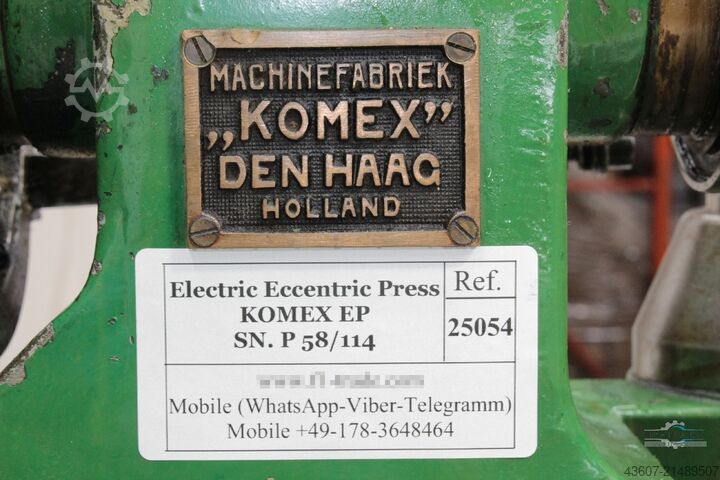 MACHINEFABRIEK
„KOMEX”
DEN HAAG
HOLLAND
Electric Eccentric Press
KOMEX EP
SN. P 58/114
Ref.
25054
Mobile (WhatsApp-Viber-Telegramm)
Mobile +49-178-3648464
43607-21489507